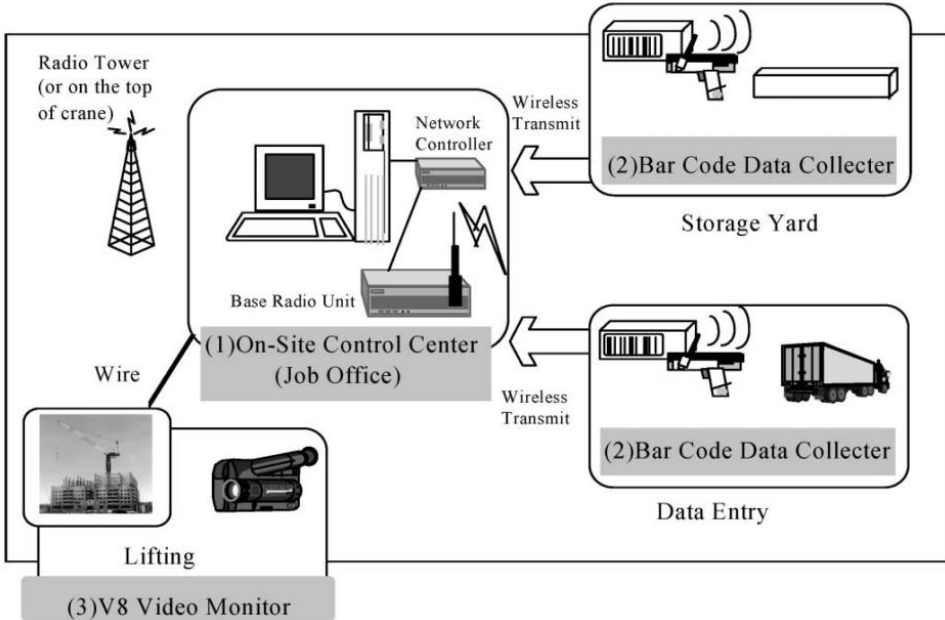 Radio Tower
(or on the top
of crane)
Network
Controller
Base Radio Unit
(1)On-Site Control Center
(Job Office)
Wireless
Transmit
(2)Bar Code Data Collecter
Storage Yard
Wireless
Transmit
(2)Bar Code Data Collecter
Data Entry
Wire
Lifting
(3)V8 Video Monitor